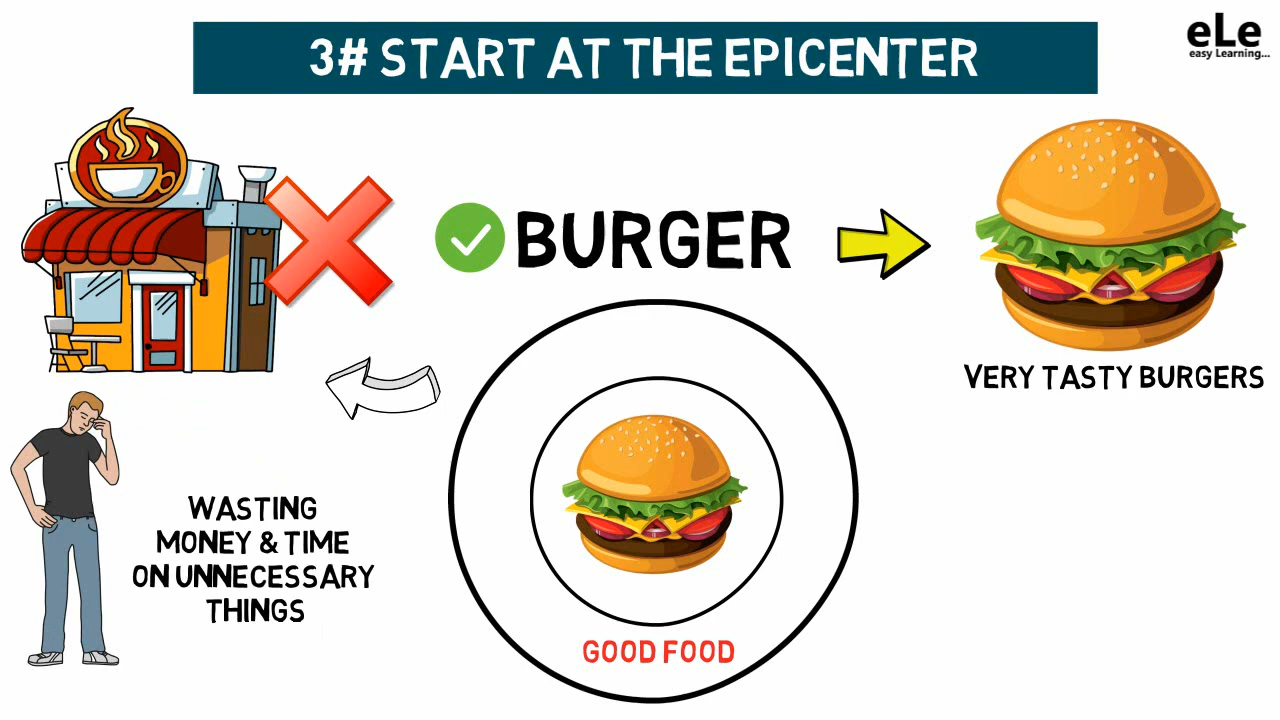 3# START AT THE EPICENTER
eLe
easy Learning...
BURGER
VERY TASTY BURGERS
WASTING
MONEY & TIME
ON UNNECESSARY
THINGS
GOOD FOOD